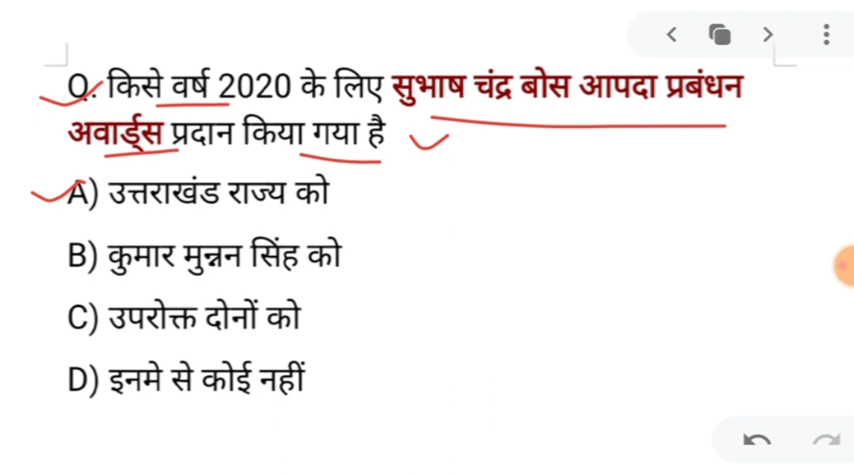 Q. किसे वर्ष 2020 के लिए सुभाष चंद्र बोस आपदा प्रबंधन
अवार्ड्स प्रदान किया गया है
A) उत्तराखंड राज्य को
B) कुमार मुन्नन सिंह को
C) उपरोक्त दोनों को
D) इनमे से कोई नहीं